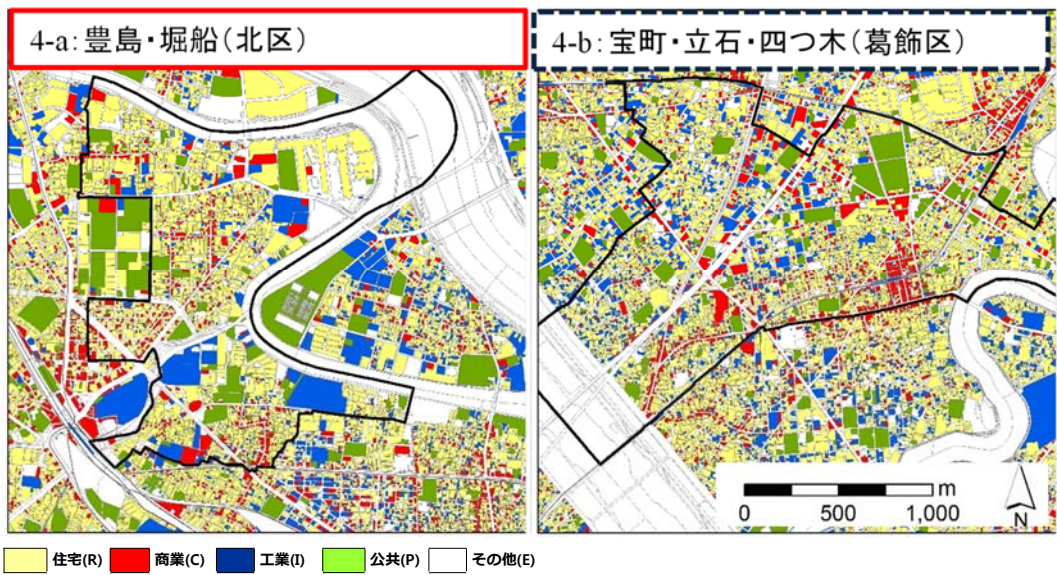 4-a:豊島・堀船(北区)
4-b:宝町・立石・四つ木(葛飾区)
m
0 500 1,000
N
住宅(R) 商業(C) 工業(I) 公共(P) その他(E)